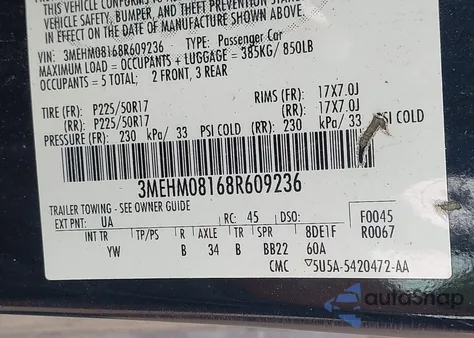 THIS VEHICLE
VEHICLE SAFETY, BUMPER, AND THEFT PREVENTION STAN
IN EFFECT ON THE DATE OF MANUFACTURE SHOWN ABOVE.
VIN: 3MEHM08168R609236 TYPE: Passenger Car
MAXIMUM LOAD = OCCUPANTS + LUGGAGE = 385KG/ 850LB
OCCUPANTS = 5 TOTAL; 2 FRONT, 3 REAR
TIRE (FR): P225/50R17 RIMS (FR): 17X7.0J
(RR): P225/50R17 (RR): 17X7.0J
PRESSURE (FR): 230 kPa/ 33 PSI COLD (RR): 230 kPa/ 33 PSI COLD
3MEHM08168R609236
TRAILER TOWING - SEE OWNER GUIDE
EXT PNT: UA RC: 45 DSO: F0045
INT TR TP/PS R AXLE TR SPR 8DE1F R0067
YW B 34 B BB22 60A
CMC 5U5A-5420472-AA
autoSnap